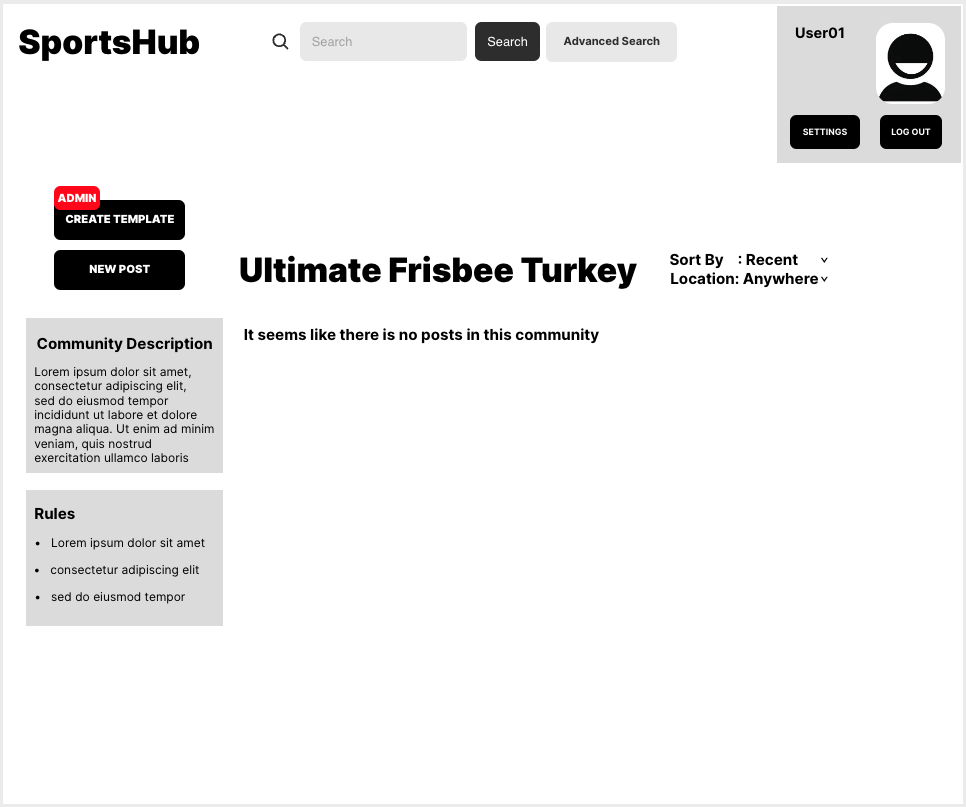 SportsHub
Search
Search
Advanced Search
User01
SETTINGS
LOG OUT
ADMIN
CREATE TEMPLATE
NEW POST
Ultimate Frisbee Turkey
Sort By : Recent
Location: Anywhere
Community Description
Lorem ipsum dolor sit amet,
consectetur adipiscing elit,
sed do eiusmod tempor
incididunt ut labore et dolore
magna aliqua. Ut enim ad minim
veniam, quis nostrud
exercitation ullamco laboris
It seems like there is no posts in this community
Rules
• Lorem ipsum dolor sit amet
• consectetur adipiscing elit
• sed do eiusmod tempor